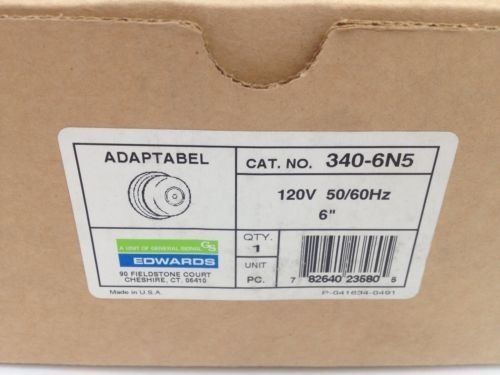 ADAPTABEL
CAT. NO. 340-6N5
120V 50/60Hz
6"
A UNIT OF GENERAL SIGNAL
GS
EDWARDS
90 FIELDSTONE COURT
CHESHIRE, CT. 06410
Made in U.S.A.
QTY.
1
UNIT
PC.
7 82640 23580 5
P-041634-0491